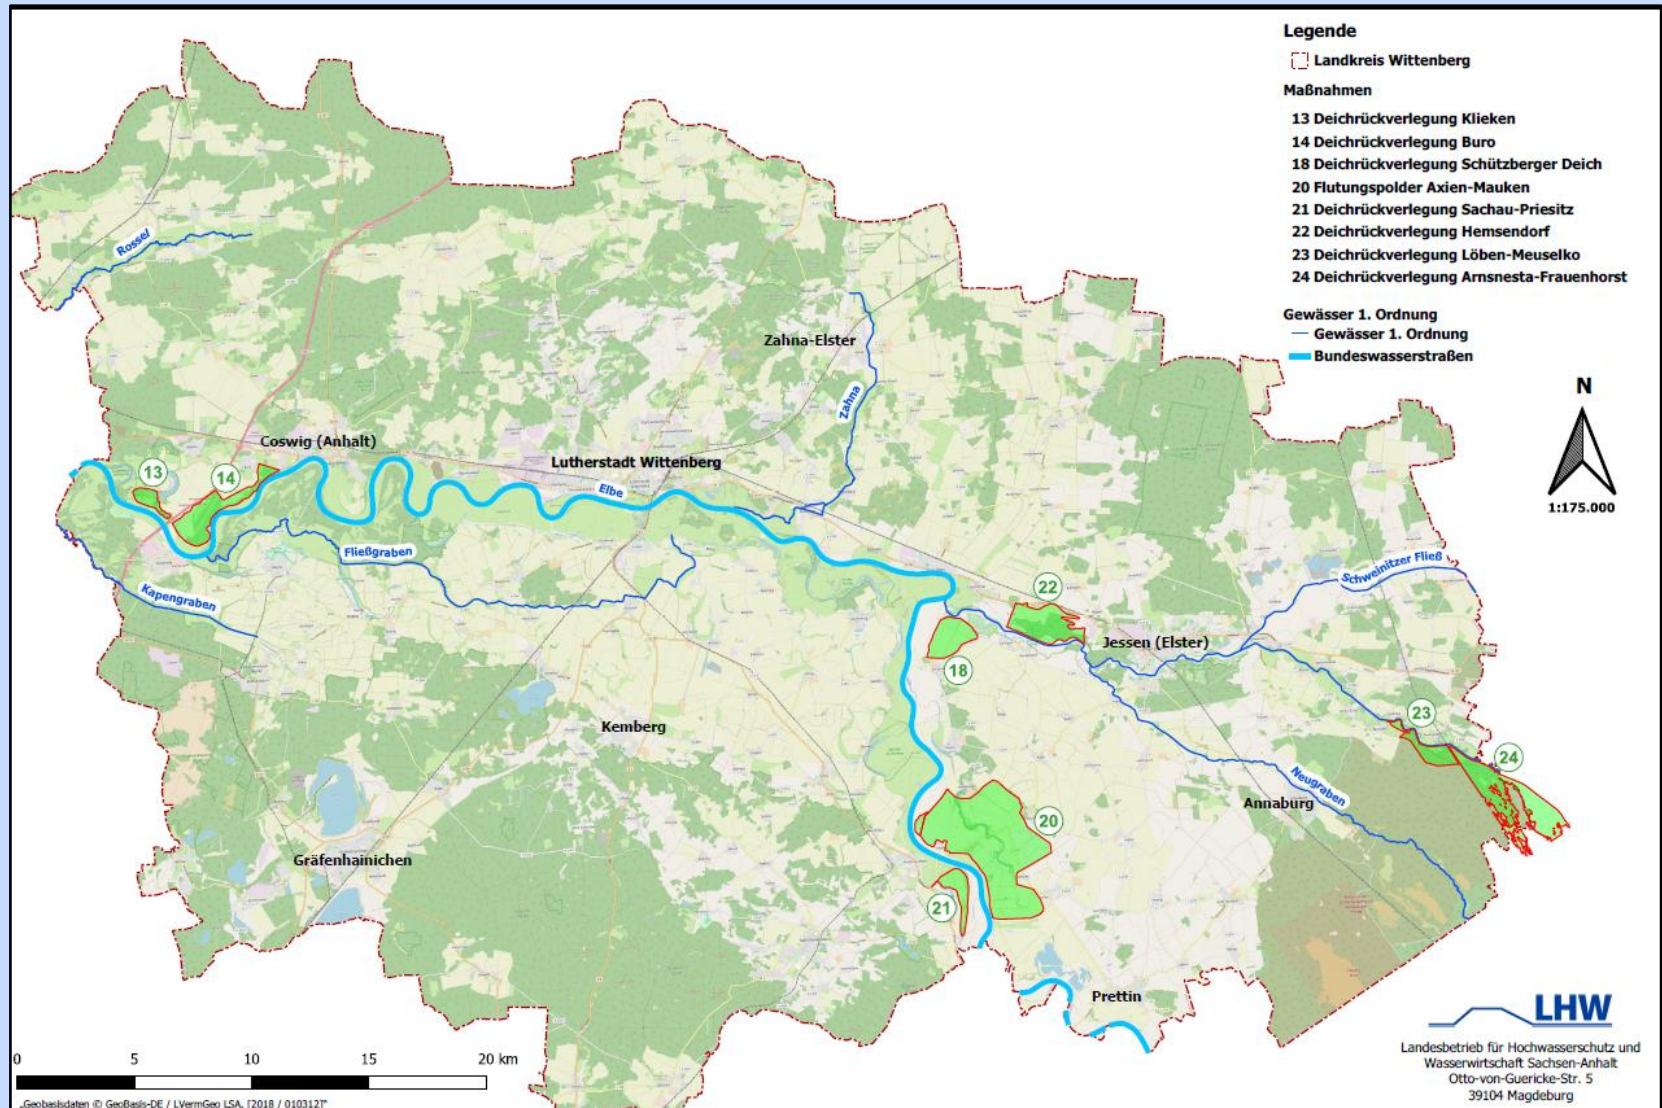 Legende
Landkreis Wittenberg
Maßnahmen
13 Deichrückverlegung Klieken
14 Deichrückverlegung Buro
18 Deichrückverlegung Schützberger Deich
20 Flutungspolder Axien-Mauken
21 Deichrückverlegung Sachau-Priesitz
22 Deichrückverlegung Hemsendorf
23 Deichrückverlegung Löben-Meuselko
24 Deichrückverlegung Arnsnesta-Frauenhorst
Gewässer 1. Ordnung
Gewässer 1. Ordnung
Bundeswasserstraßen
N
1:175.000
Rossel
Zahna-Elster
Zahna
Coswig (Anhalt)
Lutherstadt Wittenberg
13
14
Elbe
Fließgraben
Kapengraben
Schweinitzer Fließ
22
Jessen (Elster)
18
Kemberg
23
24
Neugraben
Annaburg
20
Gräfenhainichen
21
Prettin
0 5 10 15 20 km
„Geobasisdaten © GeoBasis-DE / LVermGeo LSA, [2018 / 010312]"
LHW
Landesbetrieb für Hochwasserschutz und
Wasserwirtschaft Sachsen-Anhalt
Otto-von-Guericke-Str. 5
39104 Magdeburg